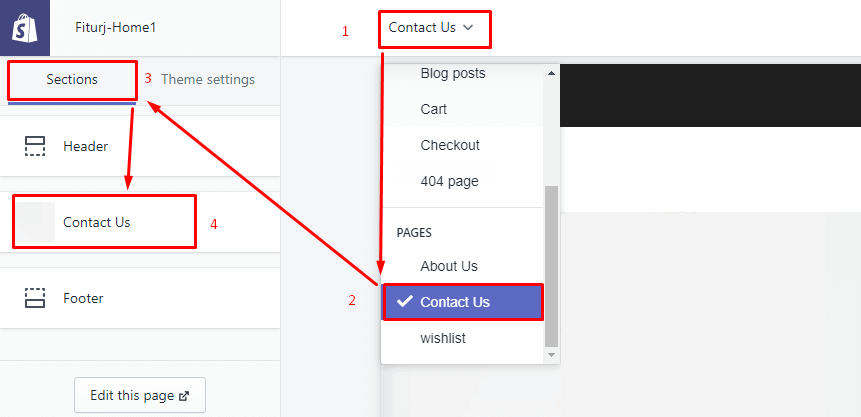 Fiturj-Home1
1
Contact Us
Sections
3
Theme settings
Header
Contact Us
4
Footer
Edit this page
Blog posts
Cart
Checkout
404 page
PAGES
About Us
2
Contact Us
wishlist